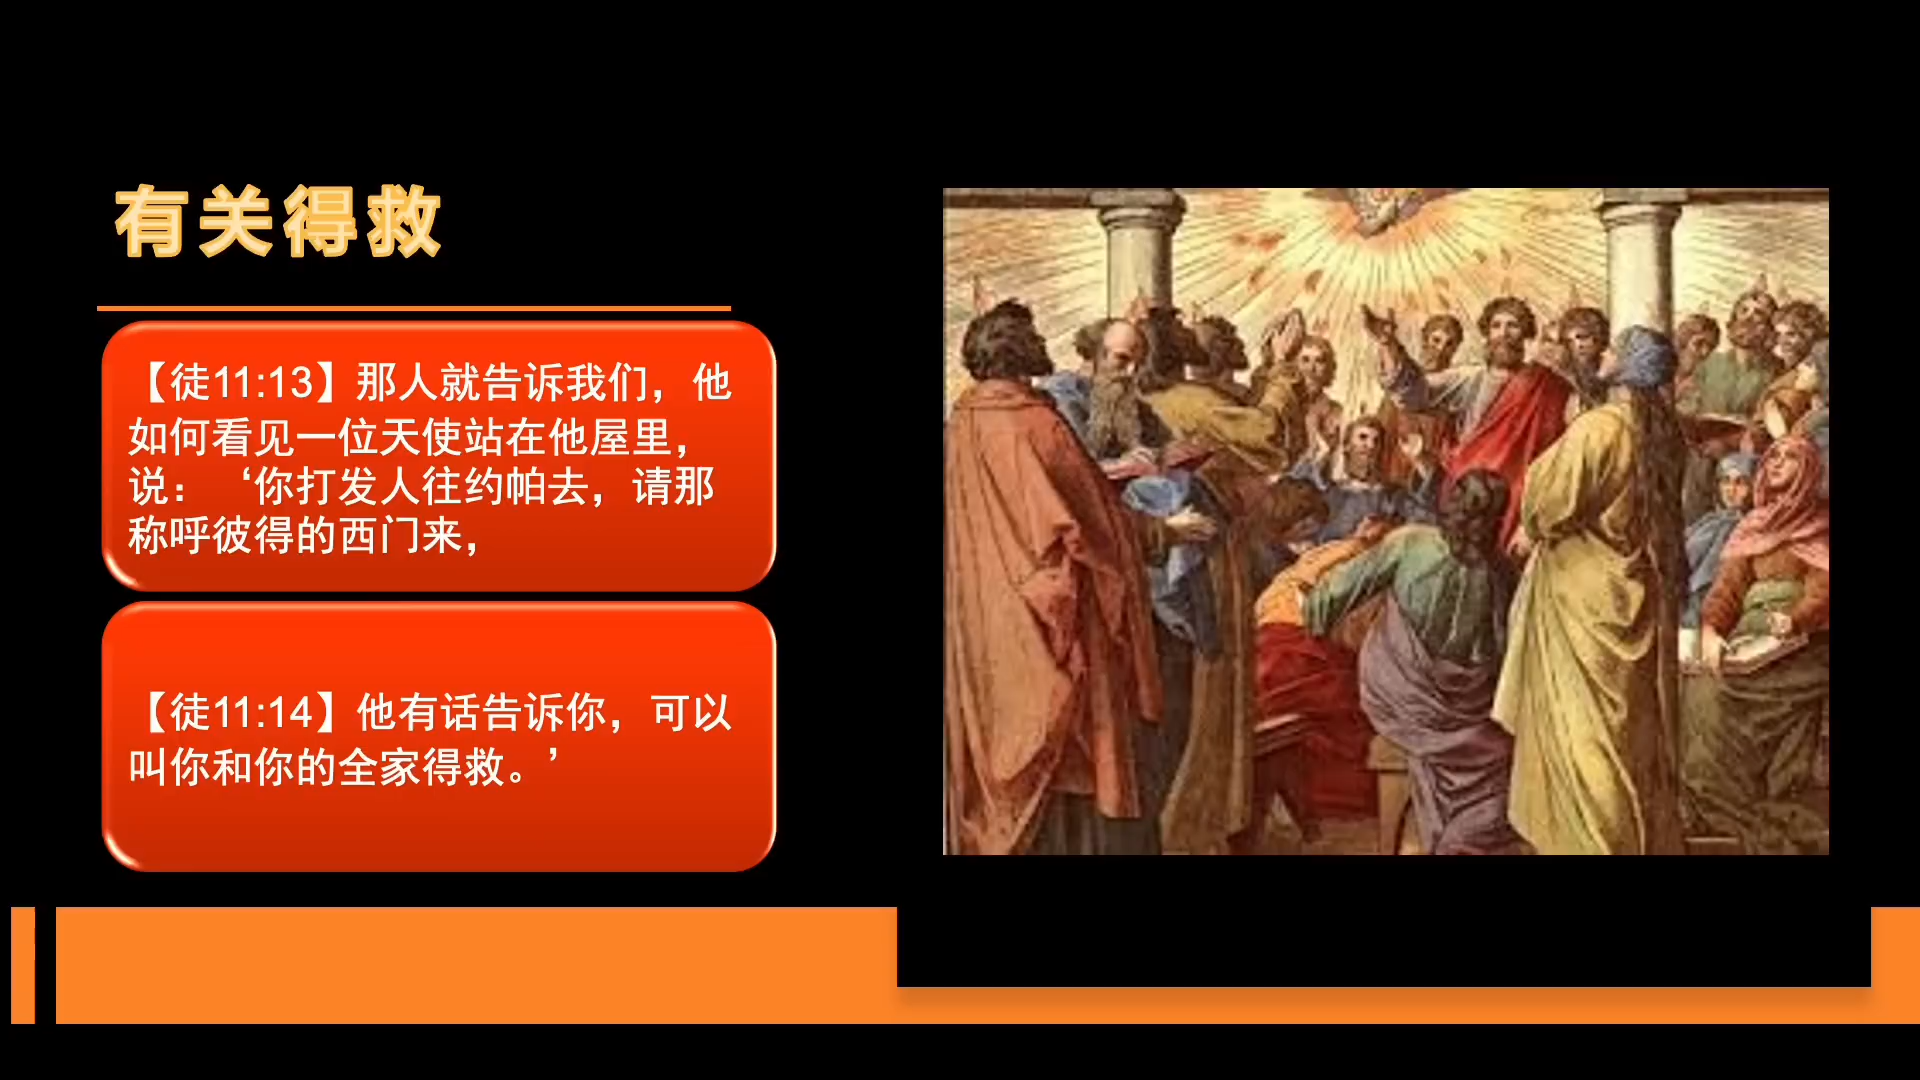 有关得救
【徒11:13】那人就告诉我们，他
如何看见一位天使站在他屋里，
说：‘你打发人往约帕去，请那
称呼彼得的西门来，
【徒11:14】他有话告诉你，可以
叫你和你的全家得救。’